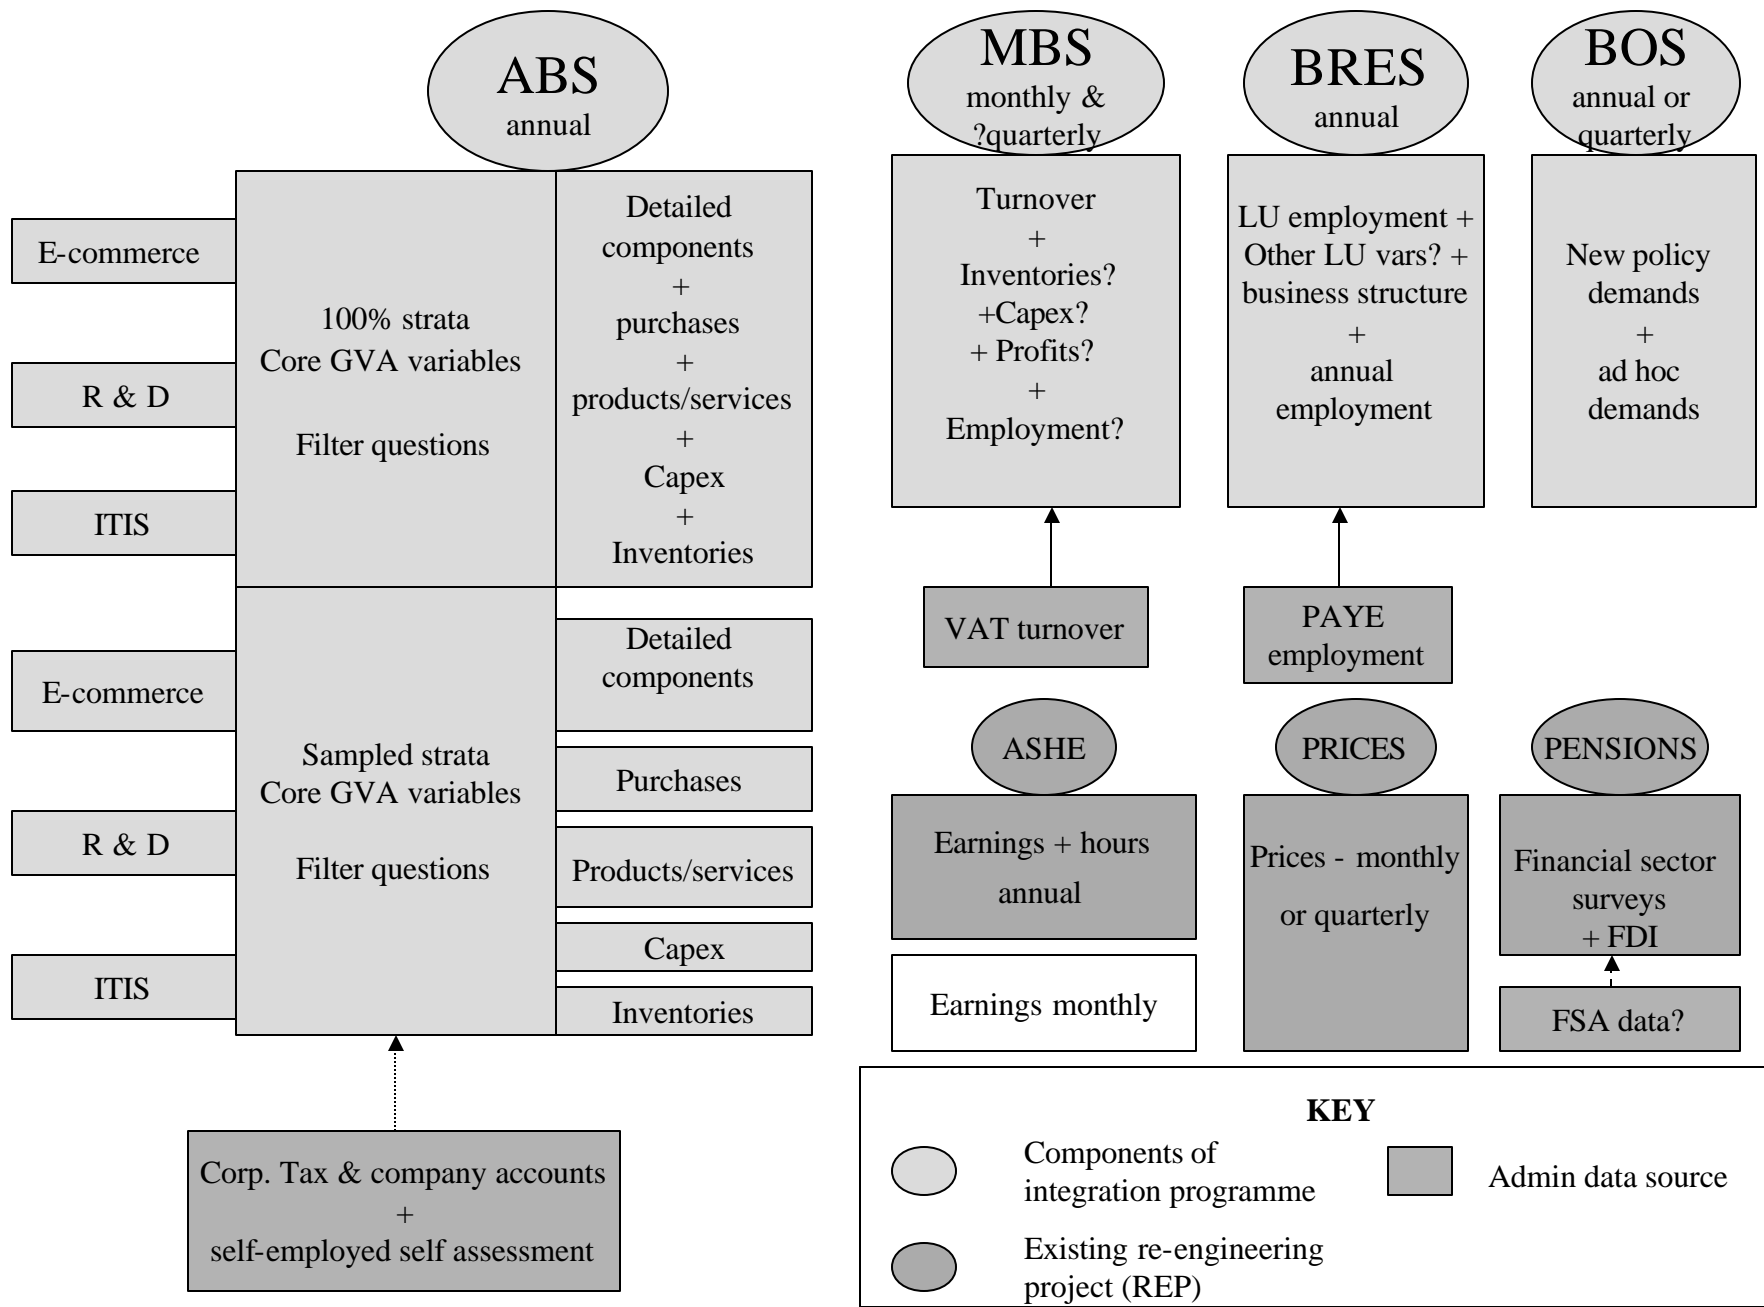 ABS
annual
E-commerce
R & D
ITIS
100% strata
Core GVA variables
Filter questions
Detailed
components
+
purchases
+
products/services
+
Capex
+
Inventories
E-commerce
R & D
ITIS
Sampled strata
Core GVA variables
Filter questions
Detailed
components
Purchases
Products/services
Capex
Inventories
Corp. Tax & company accounts
+
self-employed self assessment
MBS
monthly &
?quarterly
Turnover
+
Inventories?
+Capex?
+ Profits?
+
Employment?
VAT turnover
BRES
annual
LU employment +
Other LU vars? +
business structure
+
annual
employment
PAYE
employment
BOS
annual or
quarterly
New policy
demands
+
ad hoc
demands
ASHE
Earnings + hours
annual
Earnings monthly
PRICES
Prices - monthly
or quarterly
PENSIONS
Financial sector
surveys
+ FDI
FSA data?
KEY
Components of
integration programme
Admin data source
Existing re-engineering
project (REP)